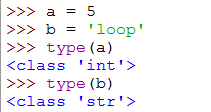 >>> a = 5
>>> b = 'loop'
>>> type(a)
<class 'int'>
>>> type(b)
<class 'str'>